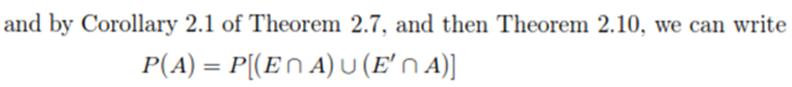 and by Corollary 2.1 of Theorem 2.7, and then Theorem 2.10, we can write
P(A) = P[(E ∩ A) ∪ (E′ ∩ A)]